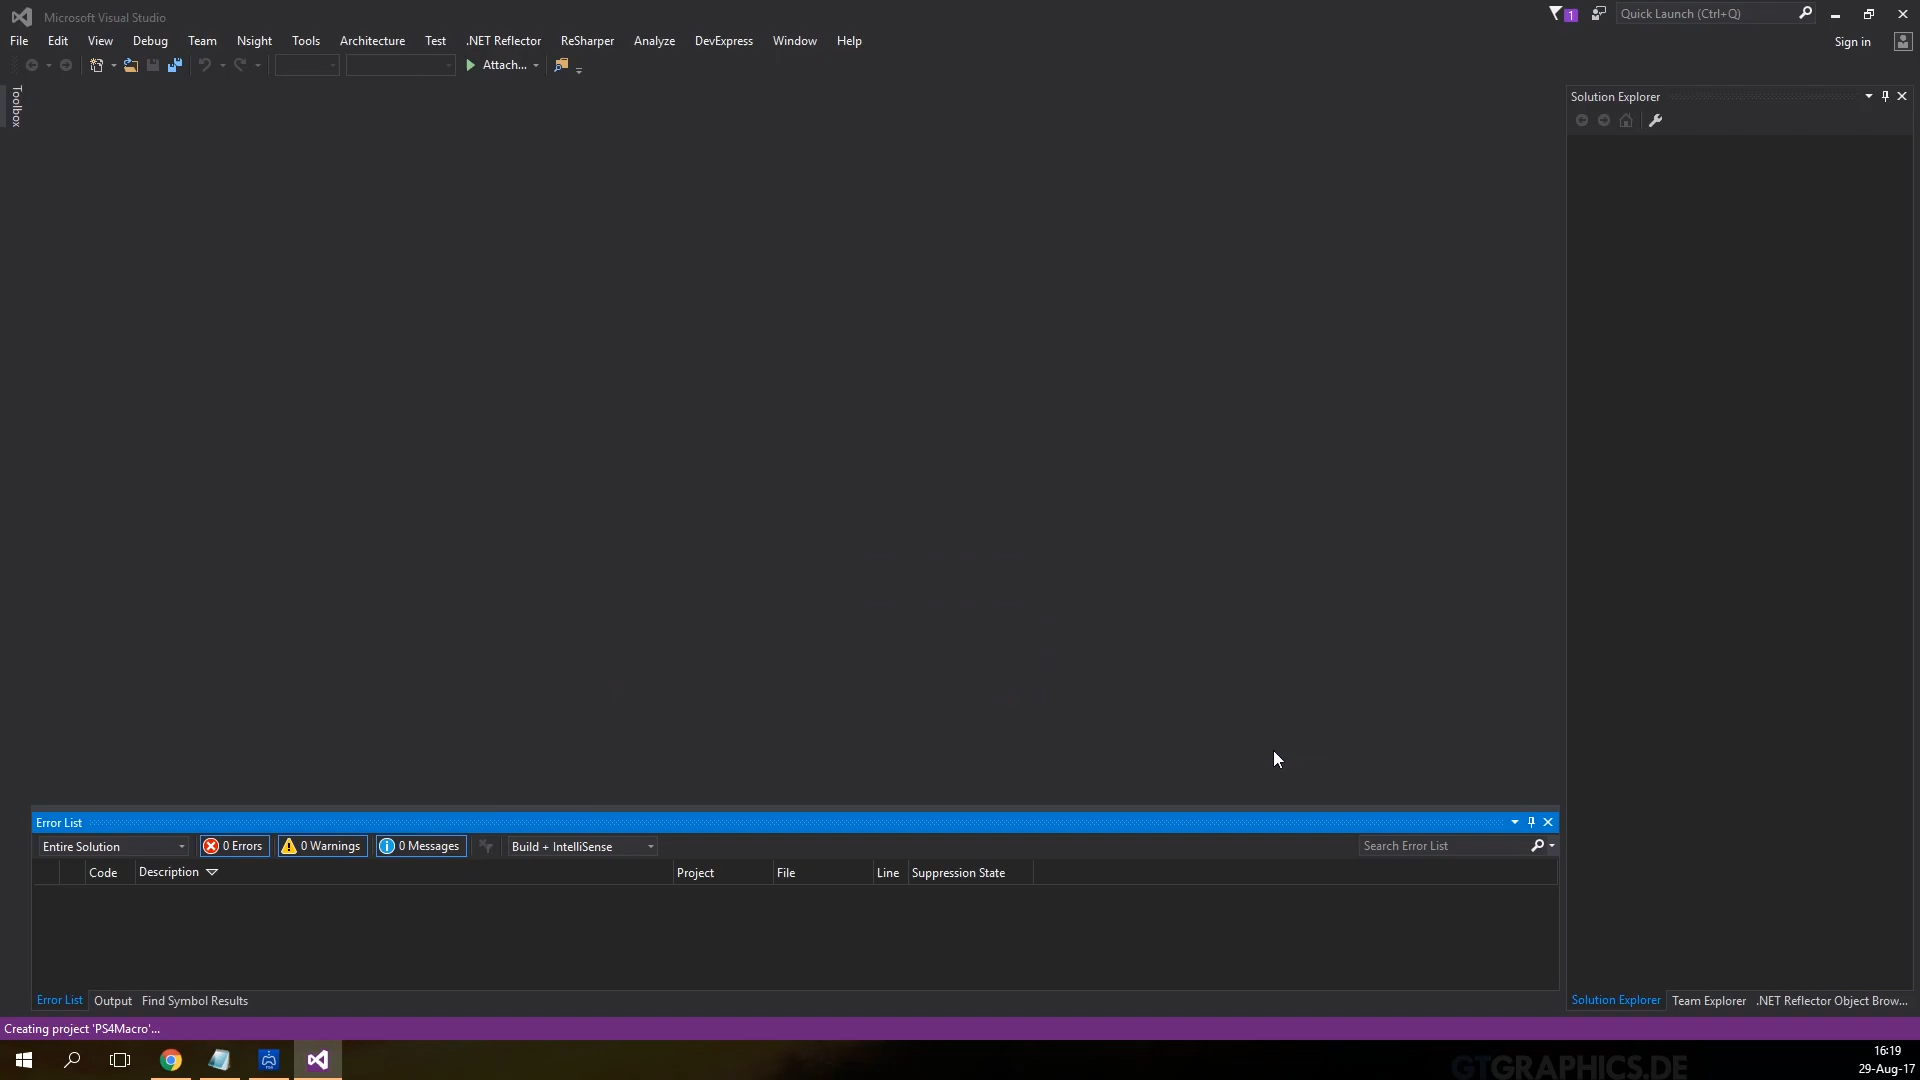 Microsoft Visual Studio
1
Quick Launch (Ctrl+Q)
File Edit View Debug Team Nsight Tools Architecture Test .NET Reflector ReSharper Analyze DevExpress Window Help
Sign in
Attach...
Toolbox
Solution Explorer
Error List
Entire Solution
0 Errors
0 Warnings
0 Messages
Build + IntelliSense
Search Error List
Code Description Project File Line Suppression State
Error List Output Find Symbol Results
Solution Explorer Team Explorer .NET Reflector Object Brow...
Creating project 'PS4Macro'...
GTGRAPHICS.DE
16:19
29-Aug-17